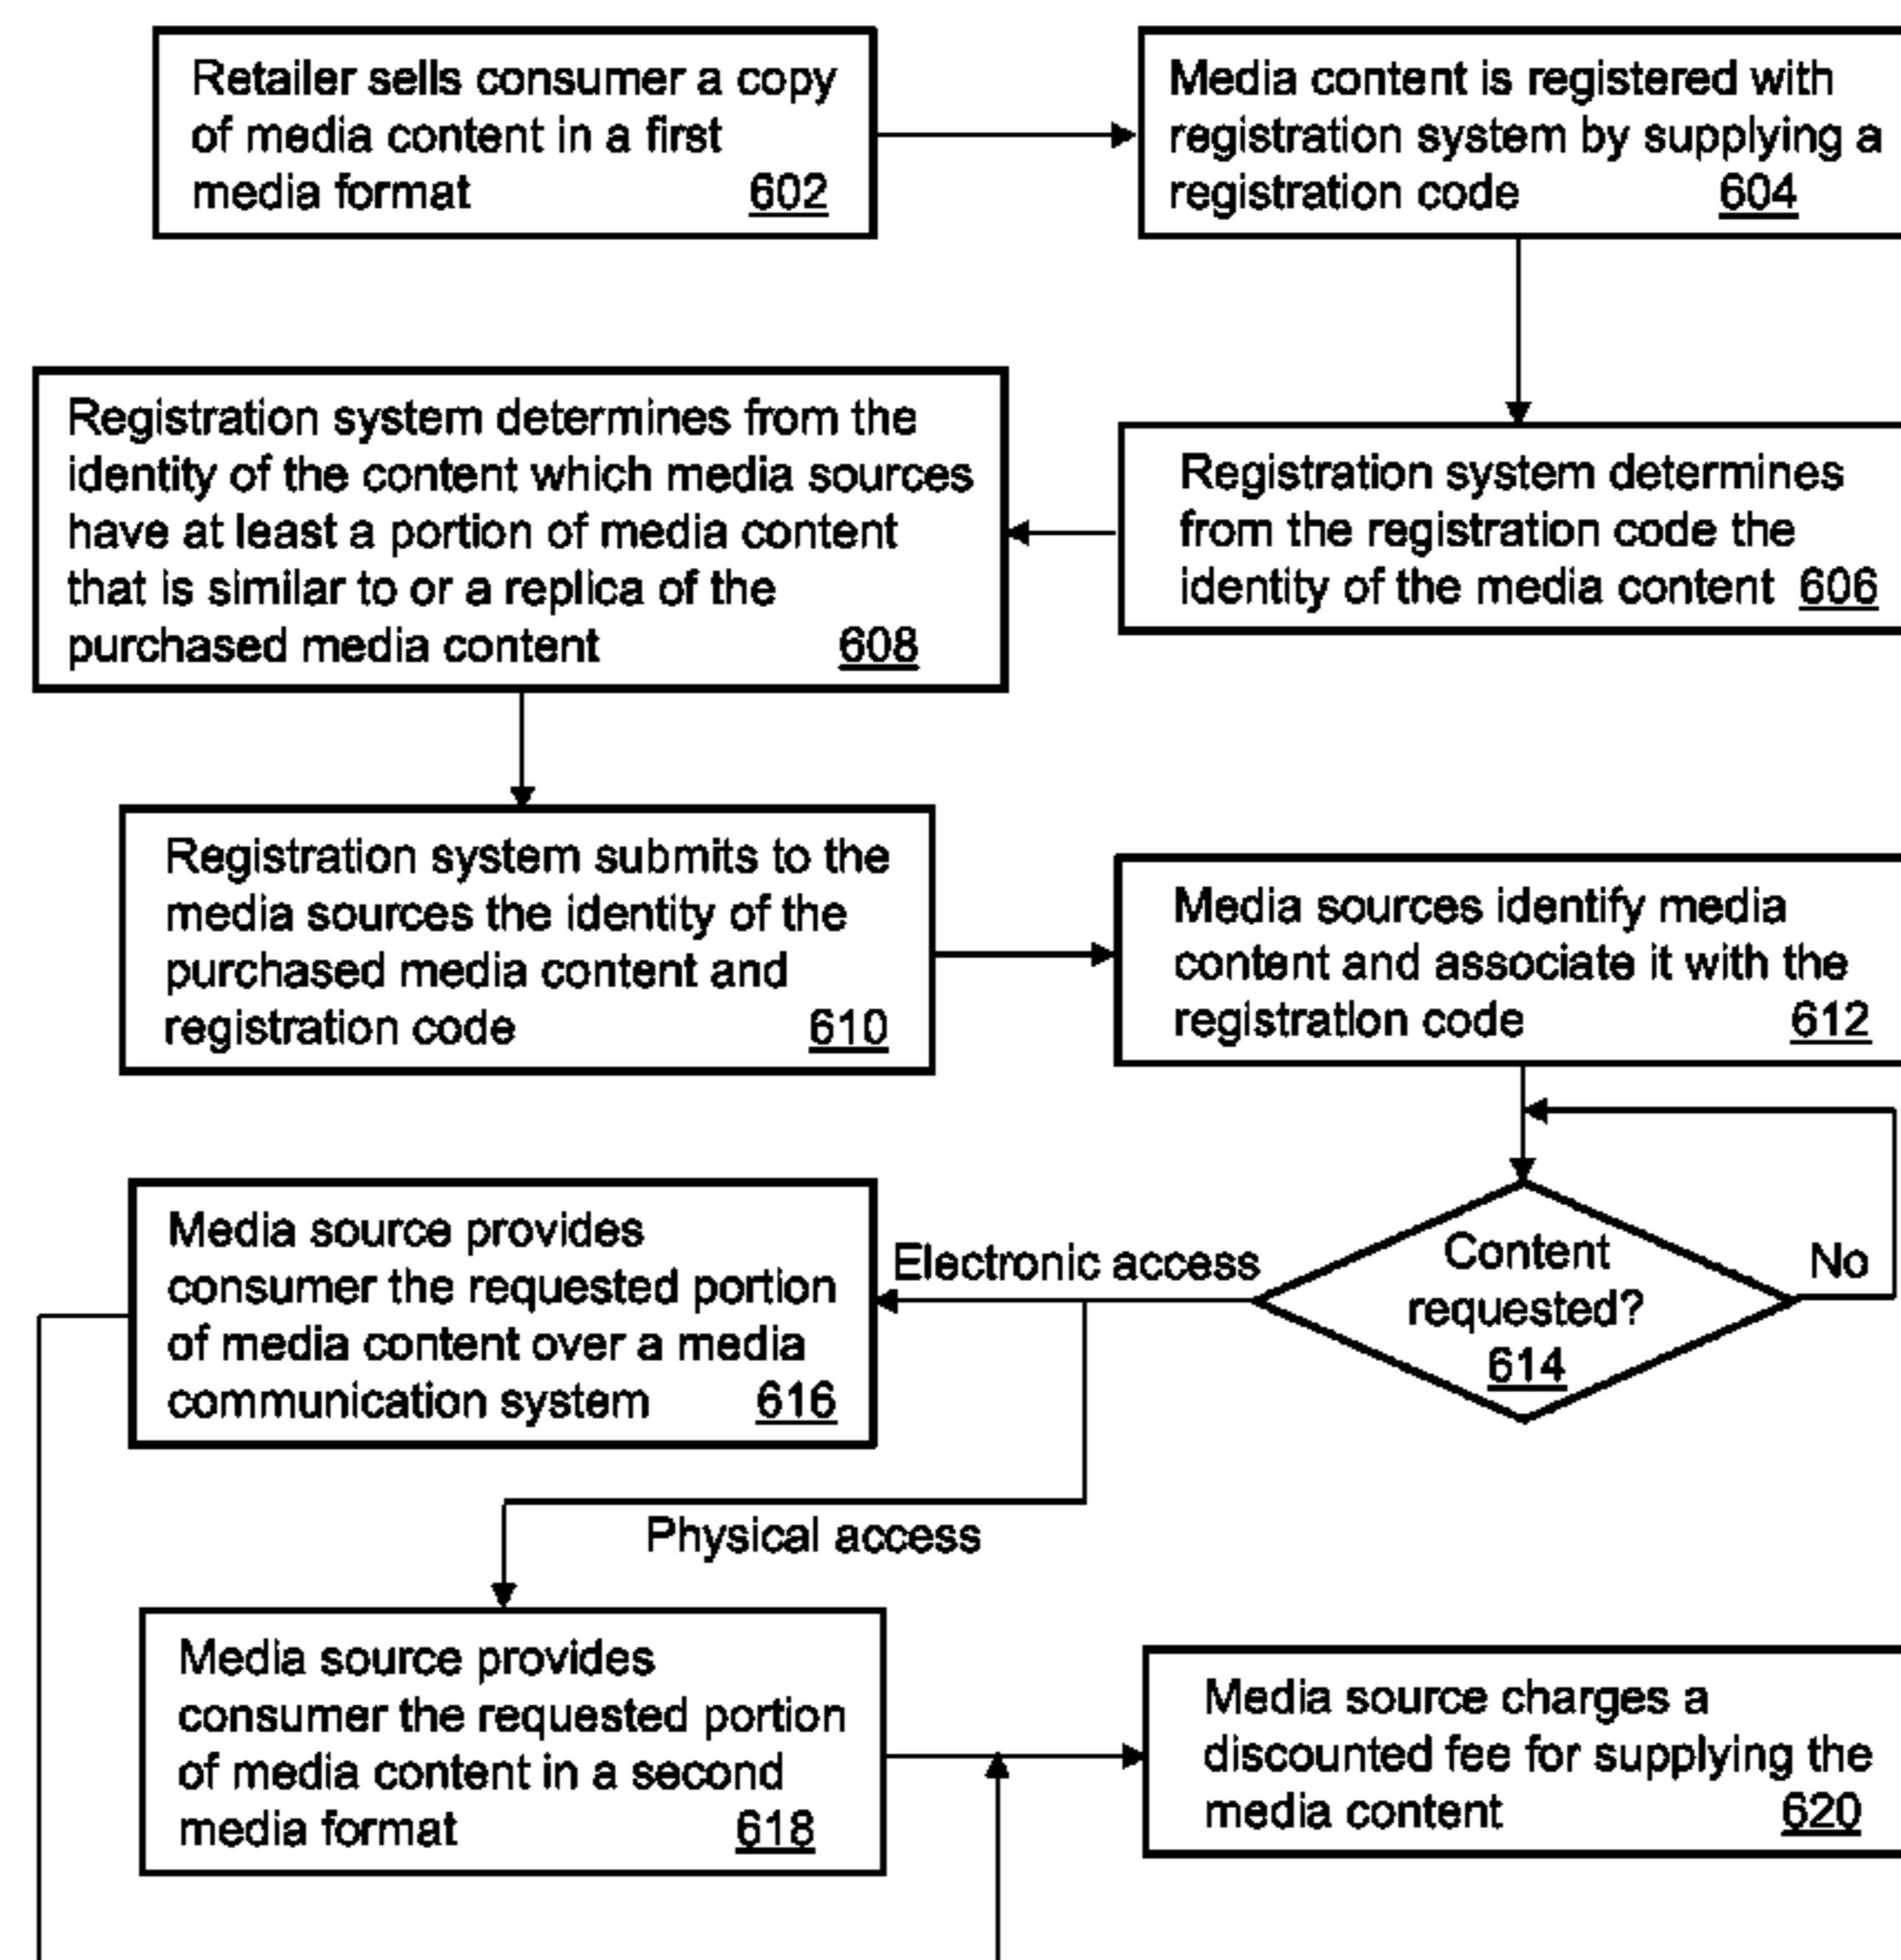 Retailer sells consumer a copy
of media content in a first
media format 602
Media content is registered with
registration system by supplying a
registration code 604
Registration system determines
from the registration code the
identity of the media content 606
Registration system determines from the
identity of the content which media sources
have at least a portion of media content
that is similar to or a replica of the
purchased media content 608
Registration system submits to the
media sources the identity of the
purchased media content and
registration code 610
Media sources identify media
content and associate it with the
registration code 612
Content
requested?
614
No
Electronic access
Media source provides
consumer the requested portion
of media content over a media
communication system 616
Physical access
Media source provides
consumer the requested portion
of media content in a second
media format 618
Media source charges a
discounted fee for supplying the
media content 620